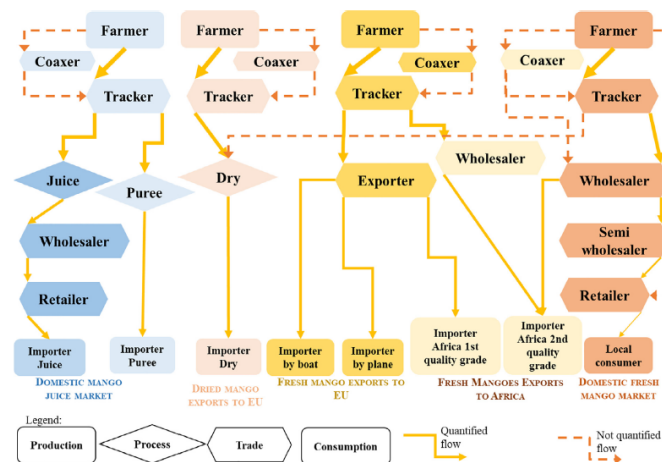 Farmer
Farmer
Farmer
Farmer
Coaxer
Coaxer
Coaxer
Coaxer
Tracker
Tracker
Tracker
Tracker
Wholesaler
Juice
Puree
Dry
Exporter
Wholesaler
Wholesaler
Semi
wholesaler
Retailer
Retailer
Importer
Juice
Importer
Puree
Importer
Dry
Importer
by boat
Importer
by plane
Importer
Africa 1st
quality grade
Importer
Africa 2nd
quality
grade
Local
consumer
DOMESTIC MANGO
JUICE MARKET
DRIED MANGO
EXPORTS TO EU
FRESH MANGO EXPORTS TO
EU
FRESH MANGOES EXPORTS
TO AFRICA
DOMESTIC FRESH
MANGO MARKET
Legend:
Production
Process
Trade
Consumption
Quantified
flow
Not quantified
flow